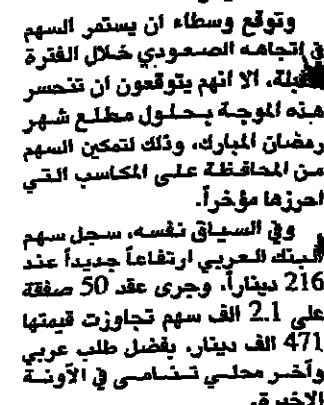 وتوقع وسطاء ان يستمر السهم
في اتجاهه الصعودي خلال الفترة
المقبلة، الا انهم يتوقعون ان تنحسر
هذه الموجة بحلول مطلع شهر
رمضان المبارك، وذلك لتمكين السهم
من المحافظة على المكاسب التي
احرزها مؤخراً.
وفي السياق نفسه، سجل سهم
البنك العربي ارتفاعاً جديداً عند
216 ديناراً، وجرى عقد 50 صفقة
على 2.1 الف سهم تجاوزت قيمتها
471 الف دينار، بفضل طلب عربي
وآخر محلي تنامى في الآونة
الاخيرة.